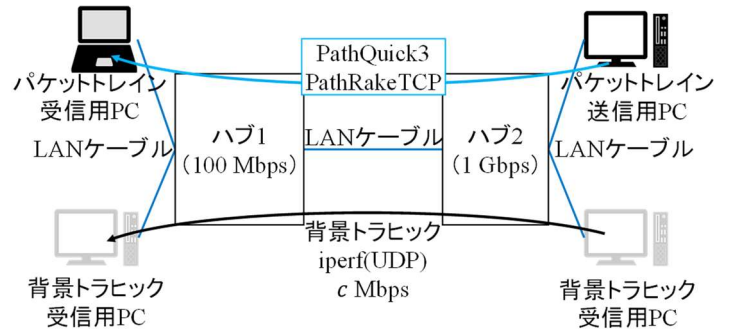 PathQuick3
PathRakeTCP
パケットトレイン
受信用PC
パケットトレイン
送信用PC
LANケーブル
ハブ1
(100 Mbps)
LANケーブル
ハブ2
(1 Gbps)
LANケーブル
背景トラヒック
受信用PC
背景トラヒック
iperf(UDP)
c Mbps
背景トラヒック
受信用PC